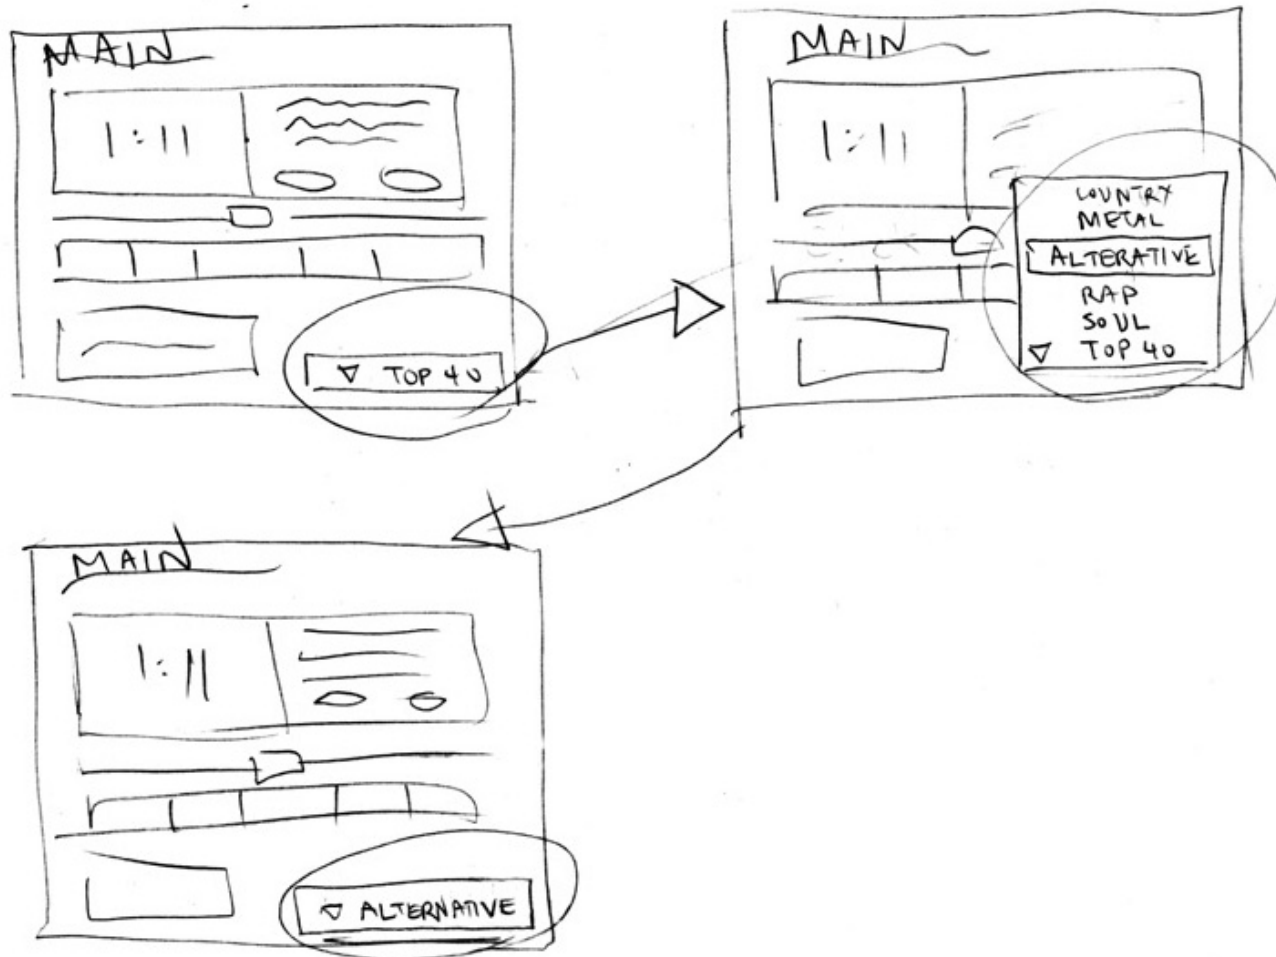 MAIN
1:11
TOP 40
MAIN
1:11
COUNTRY
METAL
ALTERATIVE
RAP
SOUL
TOP 40
MAIN
1:11
ALTERNATIVE